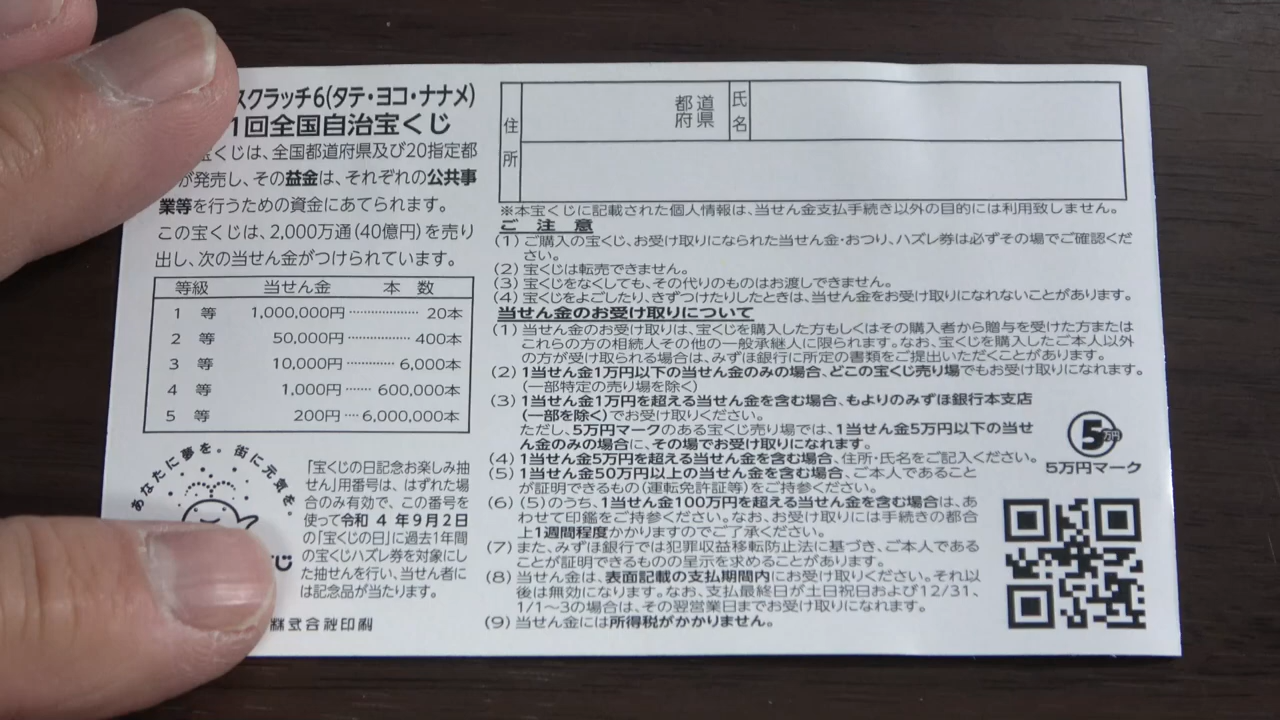 スクラッチ6(タテ・ヨコ・ナナメ)
1回全国自治宝くじ
宝くじは、全国都道府県及び20指定都
が発売し、その益金は、それぞれの公共事
業等を行うための資金にあてられます。
この宝くじは、2,000万通(40億円)を売り
出し、次の当せん金がつけられています。
等級 当せん金 本 数
1 等 1,000,000円 ………… 20本
2 等 50,000円 ………… 400本
3 等 10,000円 ………… 6,000本
4 等 1,000円 …… 600,000本
5 等 200円 … 6,000,000本
あなたに夢を。街に元気を。
「宝くじの日記念お楽しみ抽
せん」用番号は、はずれた場
合のみ有効で、この番号を
使って令和 4 年9月2日
の「宝くじの日」に過去1年間
の宝くじハズレ券を対象にし
た抽せんを行い、当せん者に
は記念品が当たります。
株式会社印刷
住所
都道府県
氏名
※本宝くじに記載された個人情報は、当せん金支払手続き以外の目的には利用致しません。
ご 注 意
(1) ご購入の宝くじ、お受け取りになられた当せん金・おつり、ハズレ券は必ずその場でご確認くだ
さい。
(2) 宝くじは転売できません。
(3) 宝くじをなくしても、その代りのものはお渡しできません。
(4) 宝くじをよごしたり、きずつけたりしたときは、当せん金をお受け取りになれないことがあります。
当せん金のお受け取りについて
(1) 当せん金のお受け取りは、宝くじを購入した方もしくはその購入者から贈与を受けた方または
これらの方の相続人その他の一般承継人に限られます。なお、宝くじを購入したご本人以外
の方が受け取られる場合は、みずほ銀行に所定の書類をご提出いただくことがあります。
(2) 1当せん金1万円以下の当せん金のみの場合、どこの宝くじ売り場でもお受け取りになれます。
(一部特定の売り場を除く)
(3) 1当せん金1万円を超える当せん金を含む場合、もよりのみずほ銀行本支店
(一部を除く)でお受け取りください。
ただし、5万円マークのある宝くじ売り場では、1当せん金5万円以下の当せ
ん金のみの場合に、その場でお受け取りになれます。
(4) 1当せん金5万円を超える当せん金を含む場合、住所・氏名をご記入ください。
(5) 1当せん金50万円以上の当せん金を含む場合、ご本人であること
が証明できるもの(運転免許証等)をご持参ください。
(6) (5)のうち、1当せん金100万円を超える当せん金を含む場合は、あ
わせて印鑑をご持参ください。なお、お受け取りには手続きの都合
上1週間程度かかりますのでご了承ください。
(7) また、みずほ銀行では犯罪収益移転防止法に基づき、ご本人である
ことが証明できるものの呈示を求めることがあります。
(8) 当せん金は、表面記載の支払期間内にお受け取りください。それ以
後は無効になります。なお、支払最終日が土日祝日および12/31、
1/1～3の場合は、その翌営業日までお受け取りになれます。
(9) 当せん金には所得税がかかりません。
5万円
5万円マーク